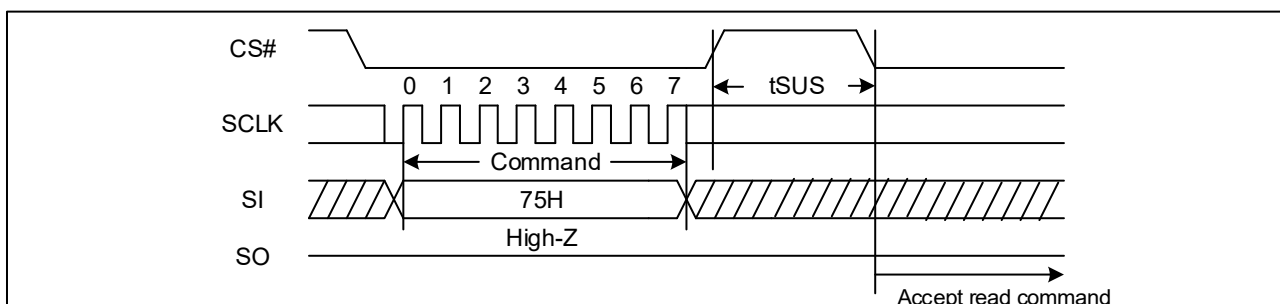 CS#
0 1 2 3 4 5 6 7
tSUS
SCLK
Command
SI
75H
High-Z
SO
Accept read command